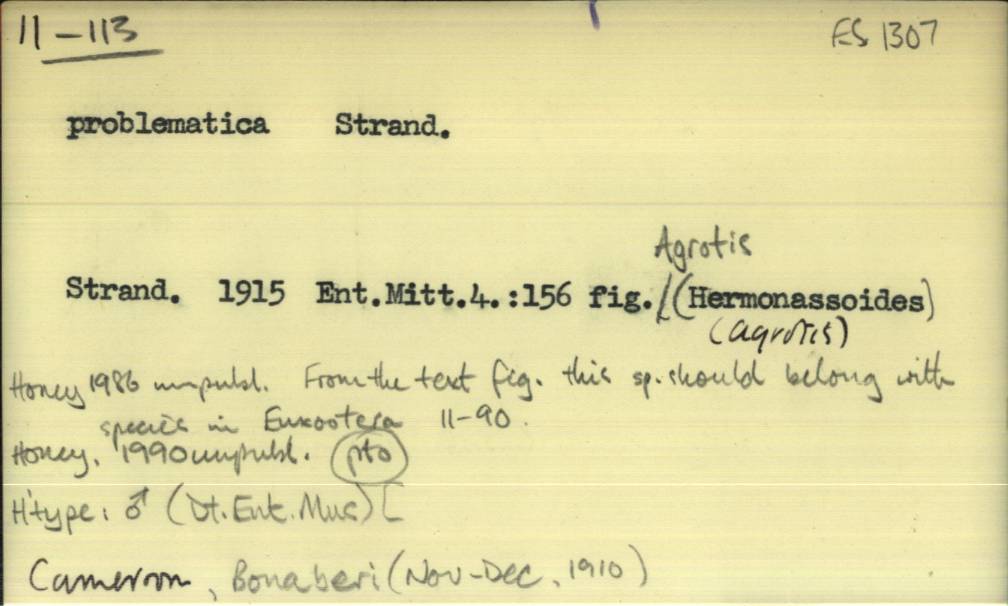 11-113 ES 1307
problematica Strand.
Agrotis
Strand. 1915 Ent.Mitt.4.:156 fig./[(Hermonassoides)
(Agrotis)
Honey 1986 unpubl. From the text fig. this sp. should belong with
species in Euxootera 11-90.
Honey, 1990 unpubl. (pto)
H'type: ♂ (Dt. Ent. Mus) [
Cameroon, Bonaberi (Nov-Dec, 1910)